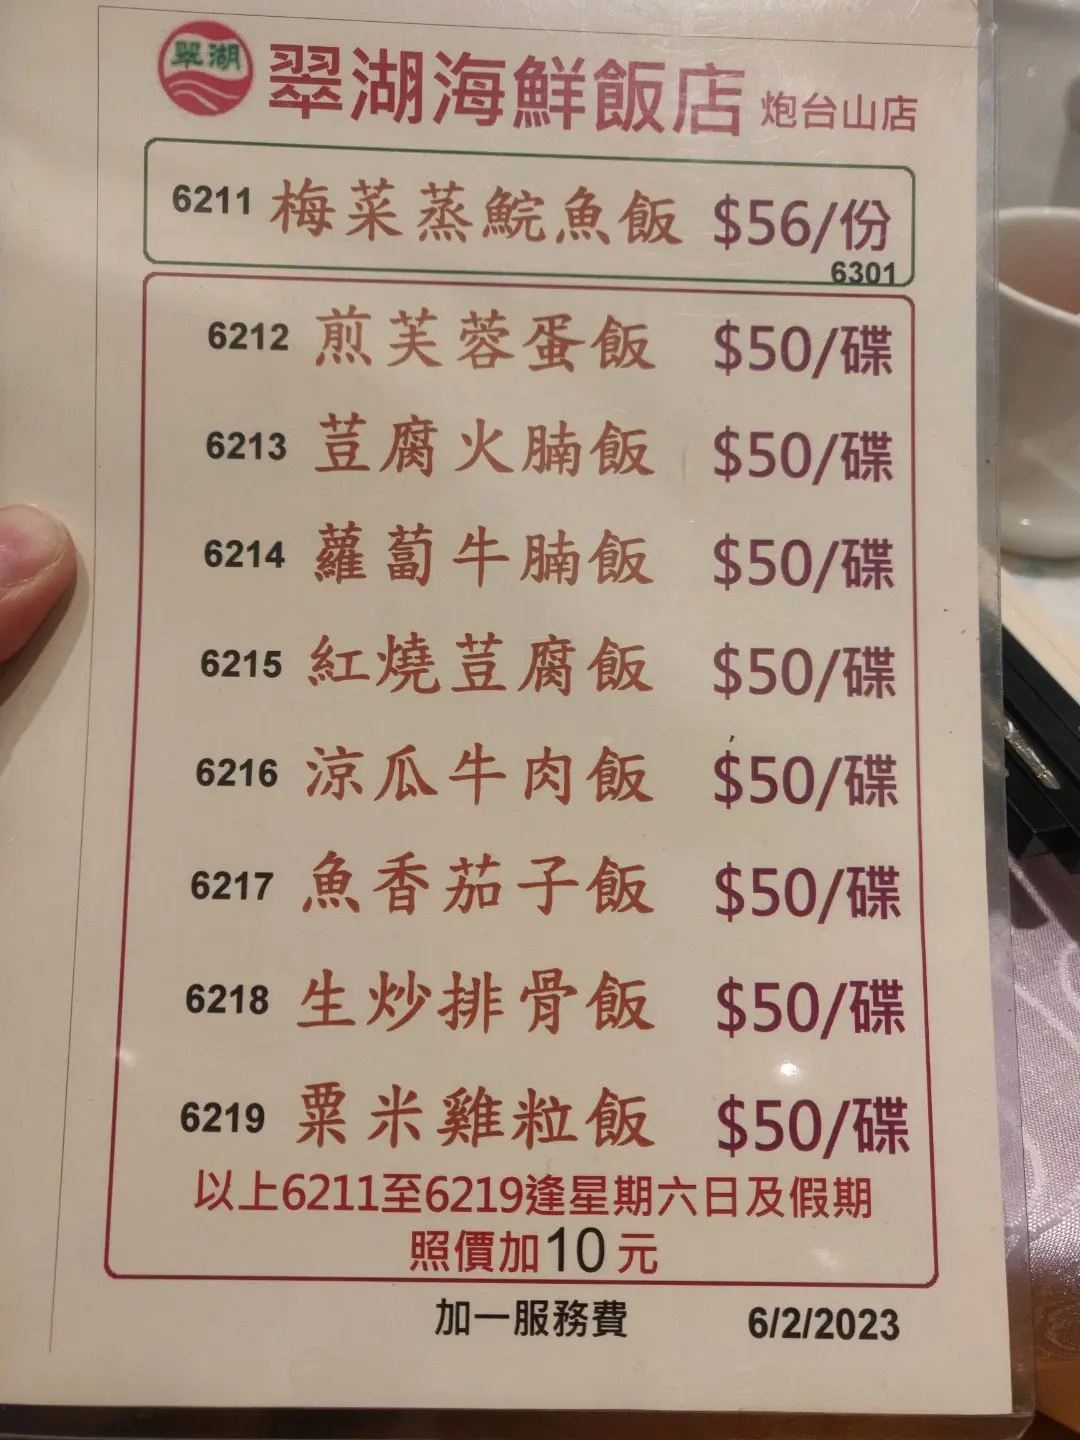 翠湖
翠湖海鮮飯店 炮台山店
6211 梅菜蒸鯇魚飯 $56/份
6301
6212 煎芙蓉蛋飯 $50/碟
6213 荳腐火腩飯 $50/碟
6214 蘿蔔牛腩飯 $50/碟
6215 紅燒荳腐飯 $50/碟
6216 涼瓜牛肉飯 $50/碟
6217 魚香茄子飯 $50/碟
6218 生炒排骨飯 $50/碟
6219 粟米雞粒飯 $50/碟
以上6211至6219逢星期六日及假期
照價加10元
加一服務費 6/2/2023